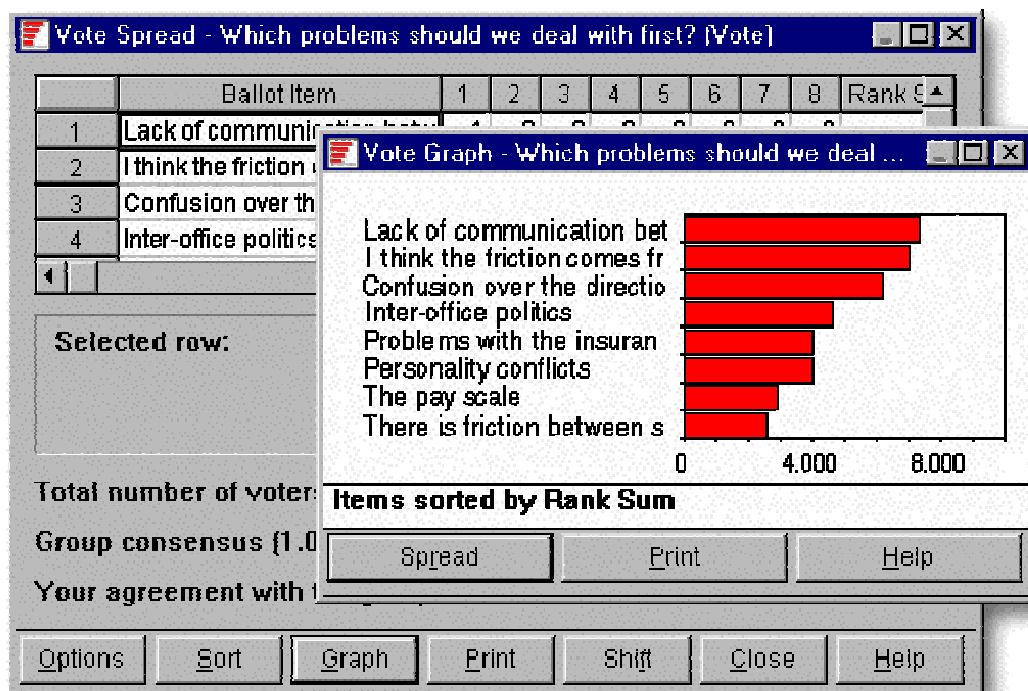 Vote Spread - Which problems should we deal with first? (Vote)
Ballot Item 1 2 3 4 5 6 7 8 Rank S
1 Lack of communication betw
2 I think the friction
3 Confusion over th
4 Inter-office politics
Selected row:
Total number of voters
Group consensus (1.0
Your agreement with
Options Sort Graph Print Shift Close Help
Vote Graph - Which problems should we deal ...
Lack of communication bet
I think the friction comes fr
Confusion over the directio
Inter-office politics
Problems with the insuran
Personality conflicts
The pay scale
There is friction between s
0 4.000 8.000
Items sorted by Rank Sum
Spread Print Help